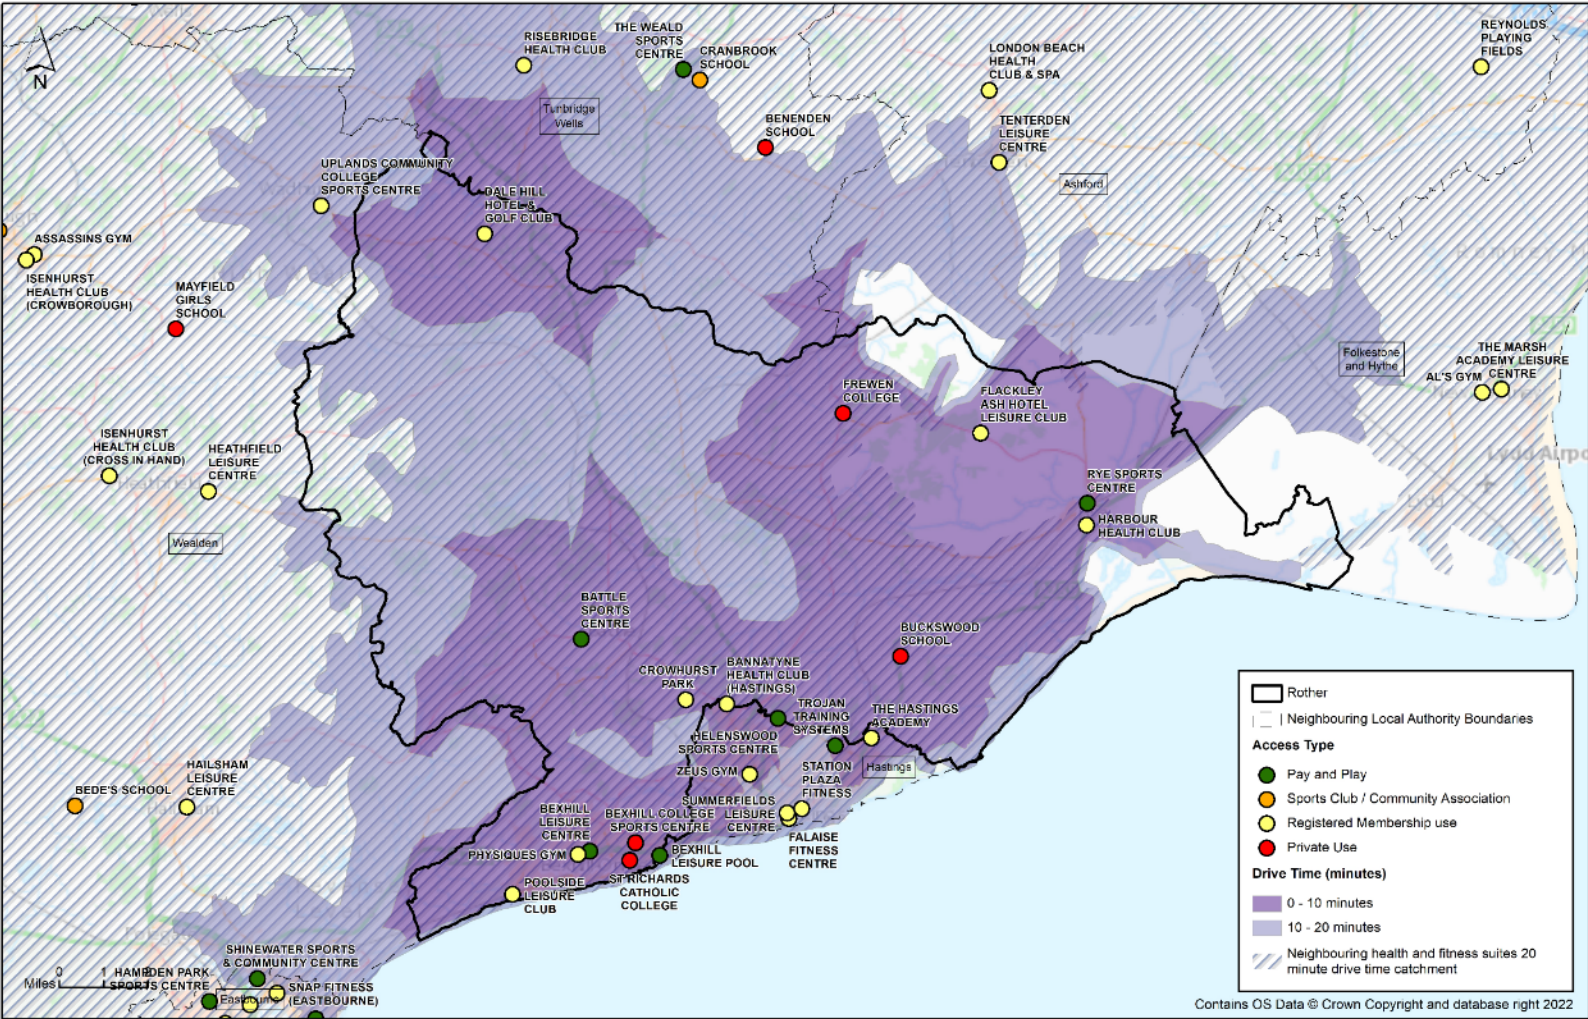 N
RISEBRIDGE
HEALTH CLUB
THE WEALD
SPORTS
CENTRE
CRANBROOK
SCHOOL
LONDON BEACH
HEALTH
CLUB & SPA
REYNOLDS
PLAYING
FIELDS
Tunbridge
Wells
BENENDEN
SCHOOL
TENTERDEN
LEISURE
CENTRE
UPLANDS COMMUNITY
COLLEGE
SPORTS CENTRE
DALE HILL
HOTEL &
GOLF CLUB
Ashford
ASSASSINS GYM
ISENHURST
HEALTH CLUB
(CROWBOROUGH)
MAYFIELD
GIRLS
SCHOOL
Folkestone
and Hythe
THE MARSH
ACADEMY LEISURE
CENTRE
AL'S GYM
FREWEN
COLLEGE
FLACKLEY
ASH HOTEL
LEISURE CLUB
ISENHURST
HEALTH CLUB
(CROSS IN HAND)
HEATHFIELD
LEISURE
CENTRE
Heathfield
Lydd Airpo
Lydd
RYE SPORTS
CENTRE
HARBOUR
HEALTH CLUB
Wealden
BATTLE
SPORTS
CENTRE
BUCKSWOOD
SCHOOL
CROWHURST
PARK
BANNATYNE
HEALTH CLUB
(HASTINGS)
TROJAN
TRAINING
SYSTEMS
THE HASTINGS
ACADEMY
HELENSWOOD
SPORTS CENTRE
ZEUS GYM
STATION
PLAZA
FITNESS
Hastings
HAILSHAM
LEISURE
CENTRE
BEDE'S SCHOOL
BEXHILL
LEISURE
CENTRE
BEXHILL COLLEGE
SPORTS CENTRE
SUMMERFIELDS
LEISURE
CENTRE
FALAISE
FITNESS
CENTRE
PHYSIQUES GYM
BEXHILL
LEISURE POOL
ST RICHARDS
CATHOLIC
COLLEGE
POOLSIDE
LEISURE
CLUB
SHINEWATER SPORTS
& COMMUNITY CENTRE
HAMPDEN PARK
SPORTS CENTRE
SNAP FITNESS
(EASTBOURNE)
Eastbourne
Miles
0 1
Rother
Neighbouring Local Authority Boundaries
Access Type
Pay and Play
Sports Club / Community Association
Registered Membership use
Private Use
Drive Time (minutes)
0 - 10 minutes
10 - 20 minutes
Neighbouring health and fitness suites 20
minute drive time catchment
Contains OS Data © Crown Copyright and database right 2022